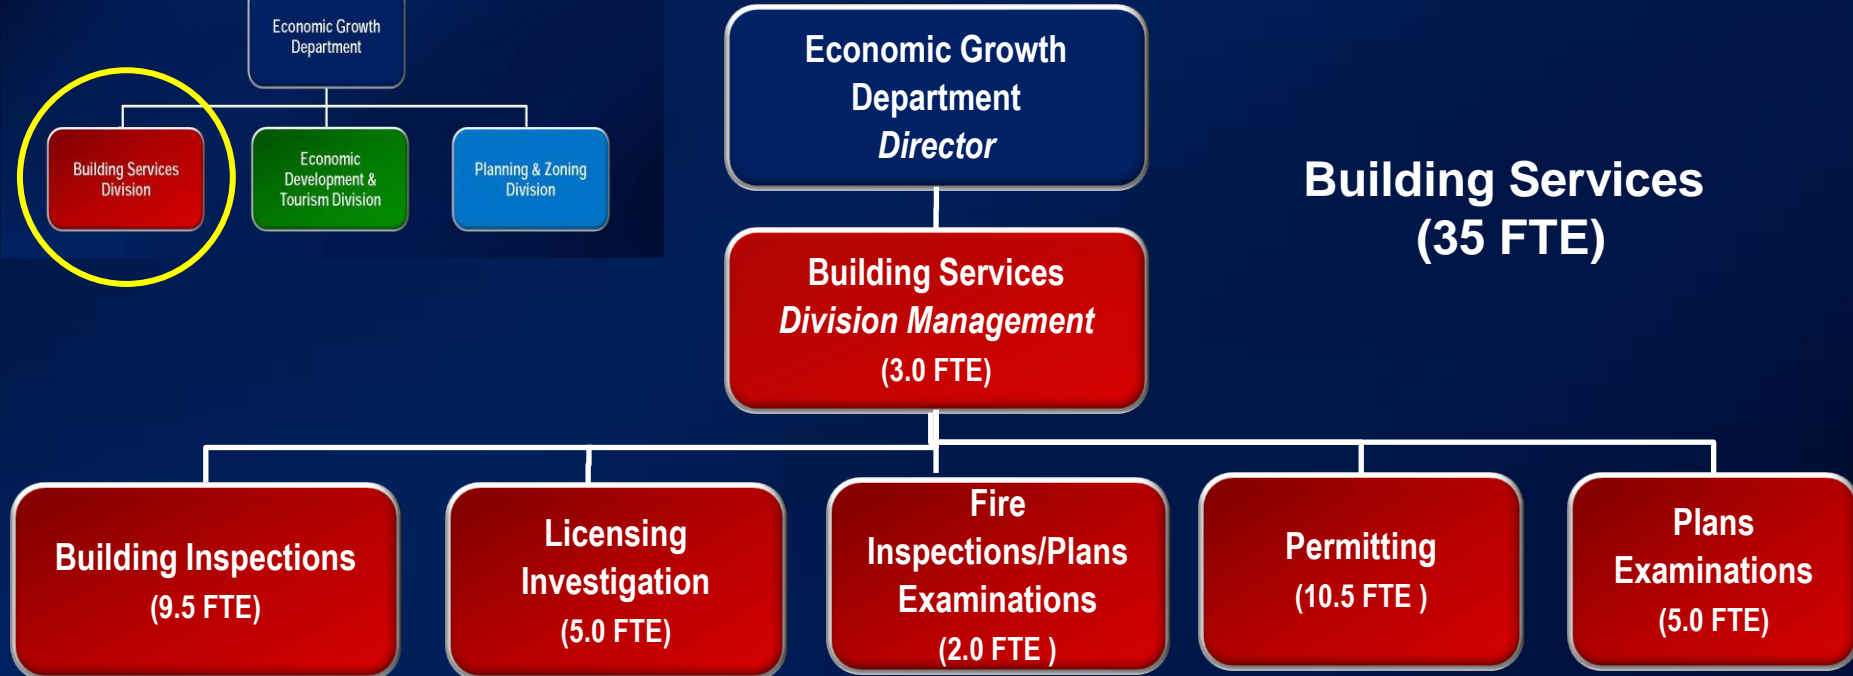 Economic Growth
Department
Building Services
Division
Economic
Development &
Tourism Division
Planning & Zoning
Division
Economic Growth
Department
Director
Building Services
(35 FTE)
Building Services
Division Management
(3.0 FTE)
Building Inspections
(9.5 FTE)
Licensing
Investigation
(5.0 FTE)
Fire
Inspections/Plans
Examinations
(2.0 FTE )
Permitting
(10.5 FTE )
Plans
Examinations
(5.0 FTE)